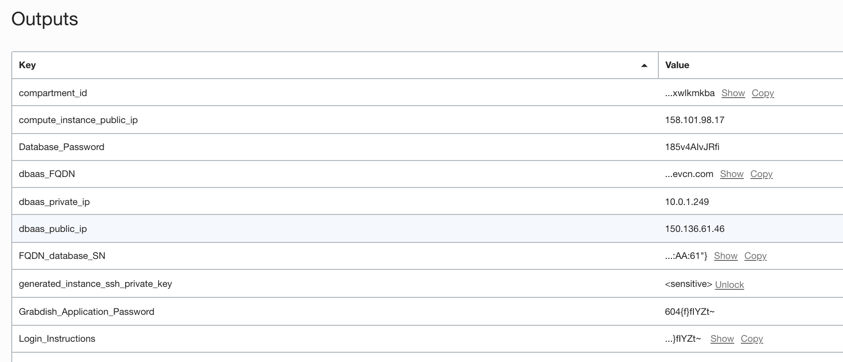 Outputs
Key Value
compartment_id ...xwlkmkba Show Copy
compute_instance_public_ip 158.101.98.17
Database_Password 185v4AIvJRfi
dbaas_FQDN ...evcn.com Show Copy
dbaas_private_ip 10.0.1.249
dbaas_public_ip 150.136.61.46
FQDN_database_SN ...:AA:61"} Show Copy
generated_instance_ssh_private_key <sensitive> Unlock
Grabdish_Application_Password 604{f}fIYZt~
Login_Instructions ...}fIYZt~ Show Copy